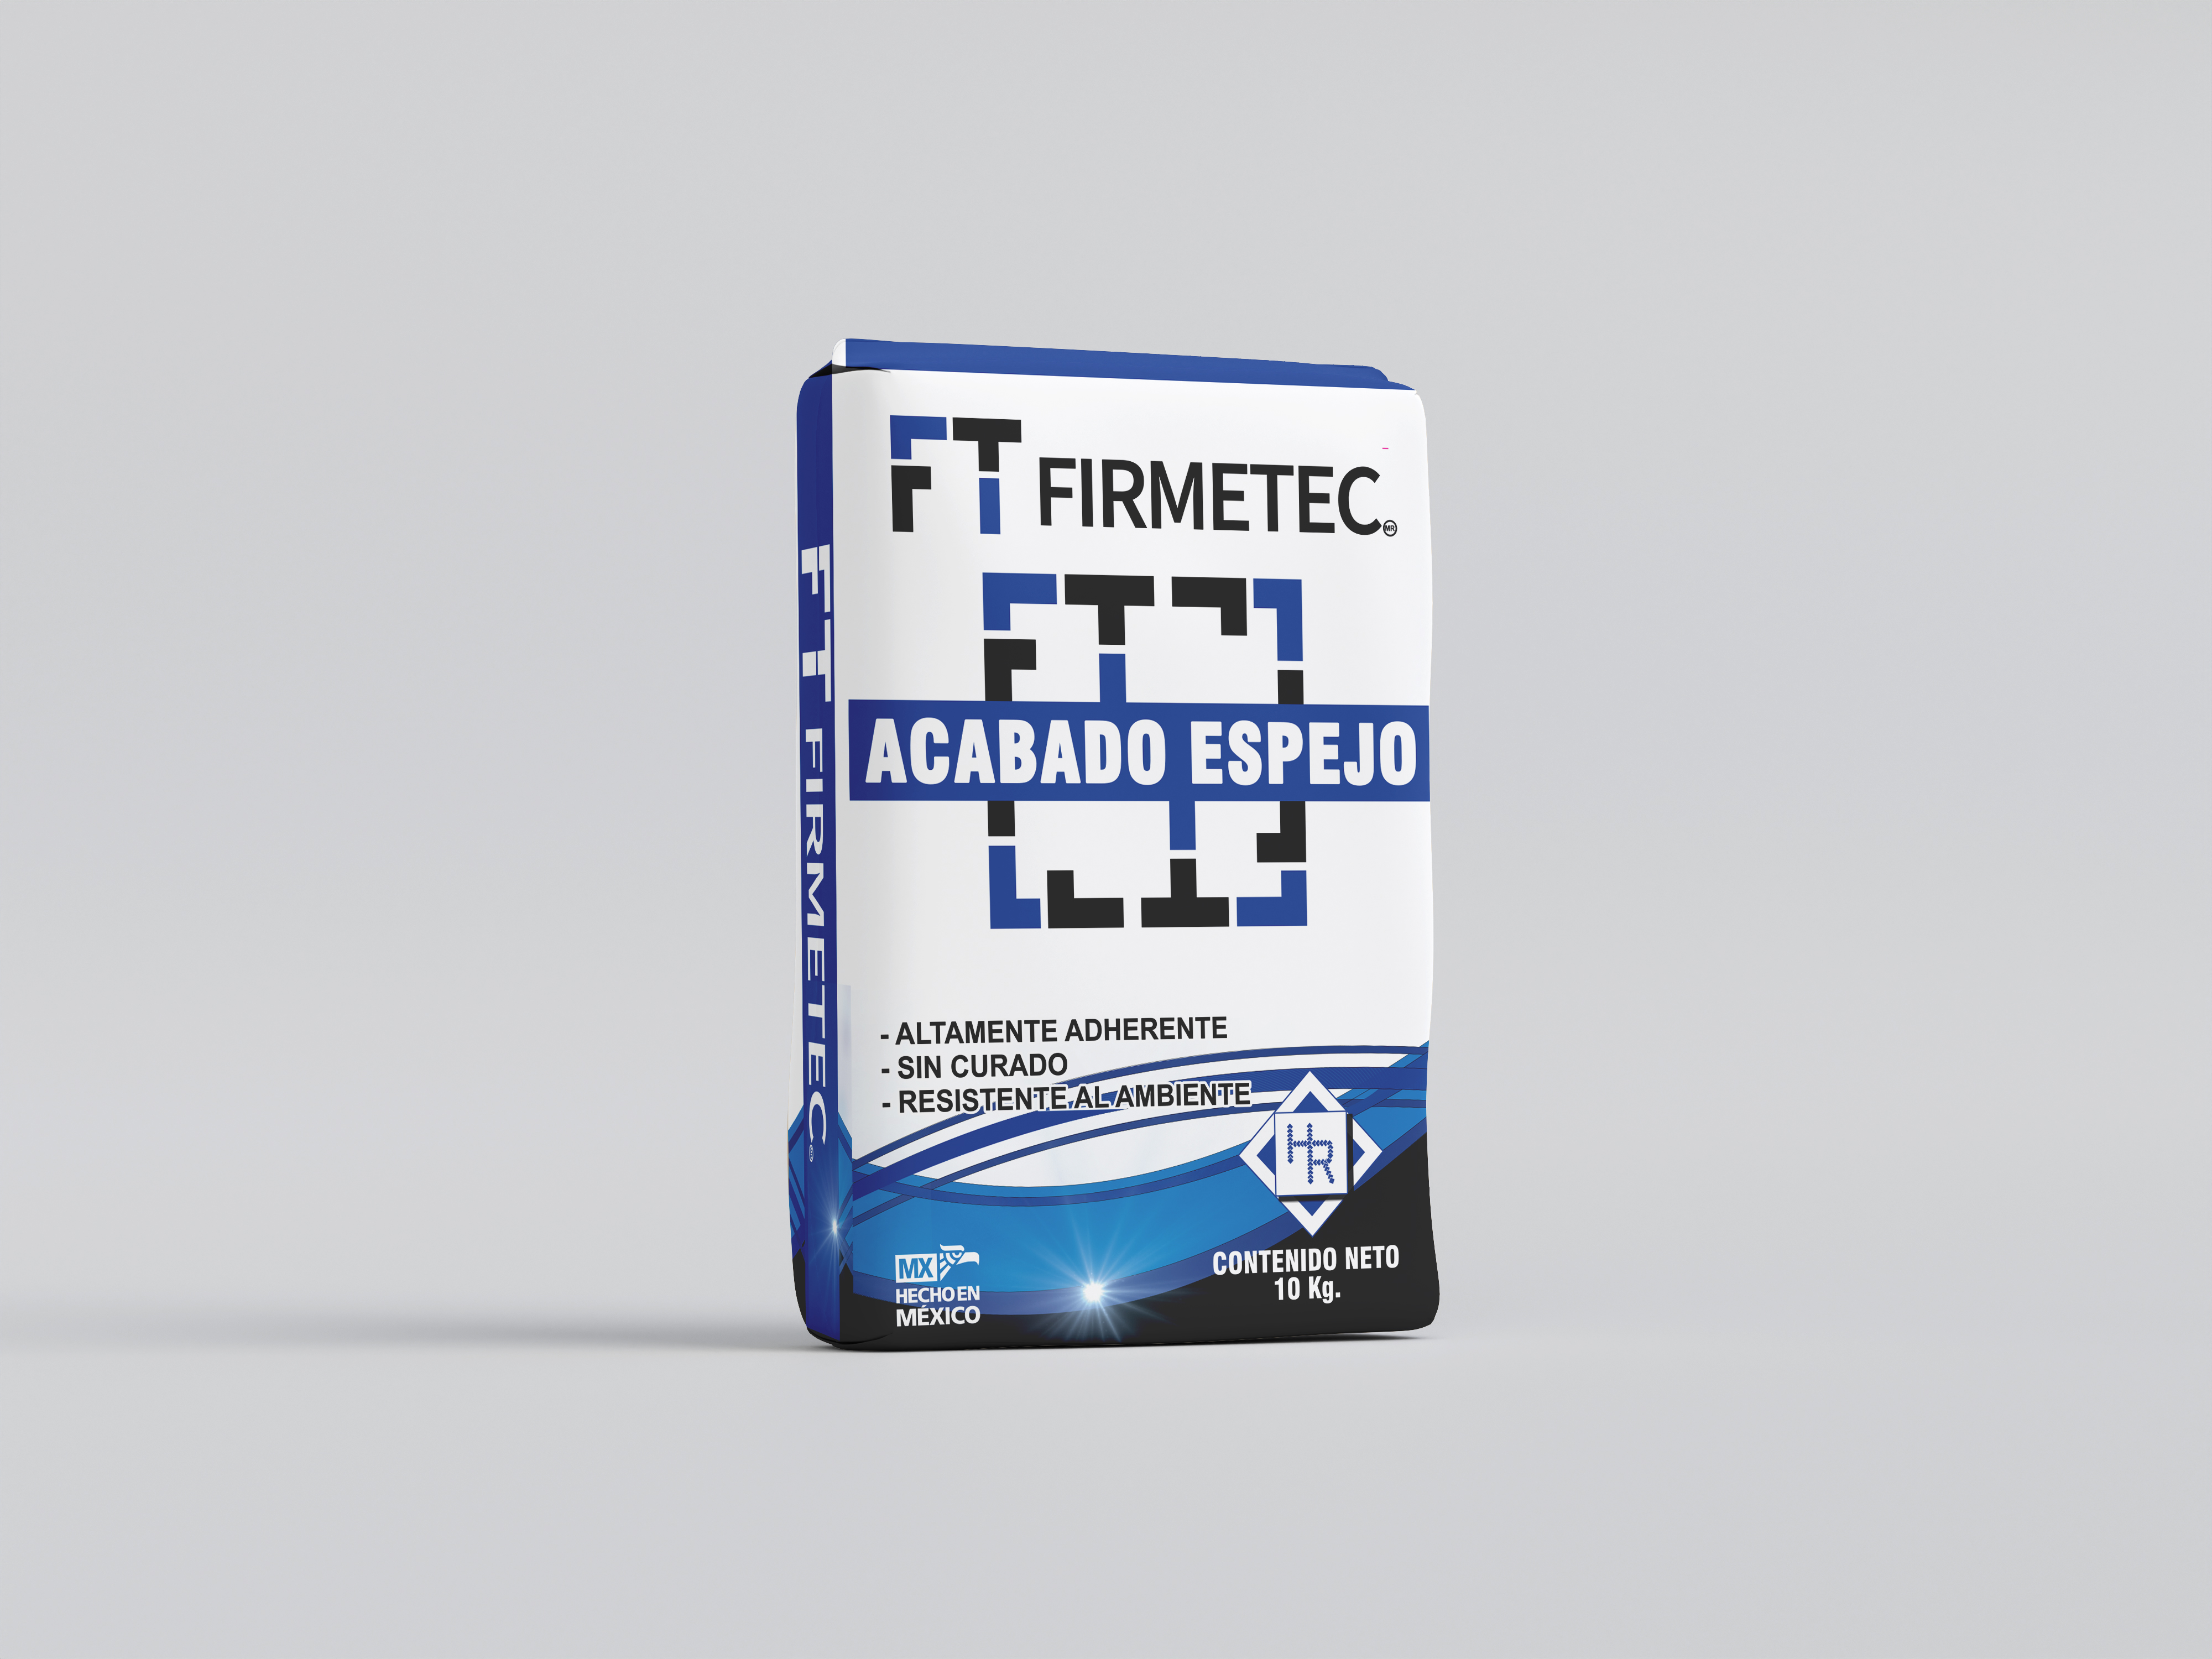 FT FIRMETEC MR
ACABADO ESPEJO
- ALTAMENTE ADHERENTE
- SIN CURADO
- RESISTENTE AL AMBIENTE
HR
MX
HECHO EN
MÉXICO
CONTENIDO NETO
10 Kg.
FT FIRMETEC ®